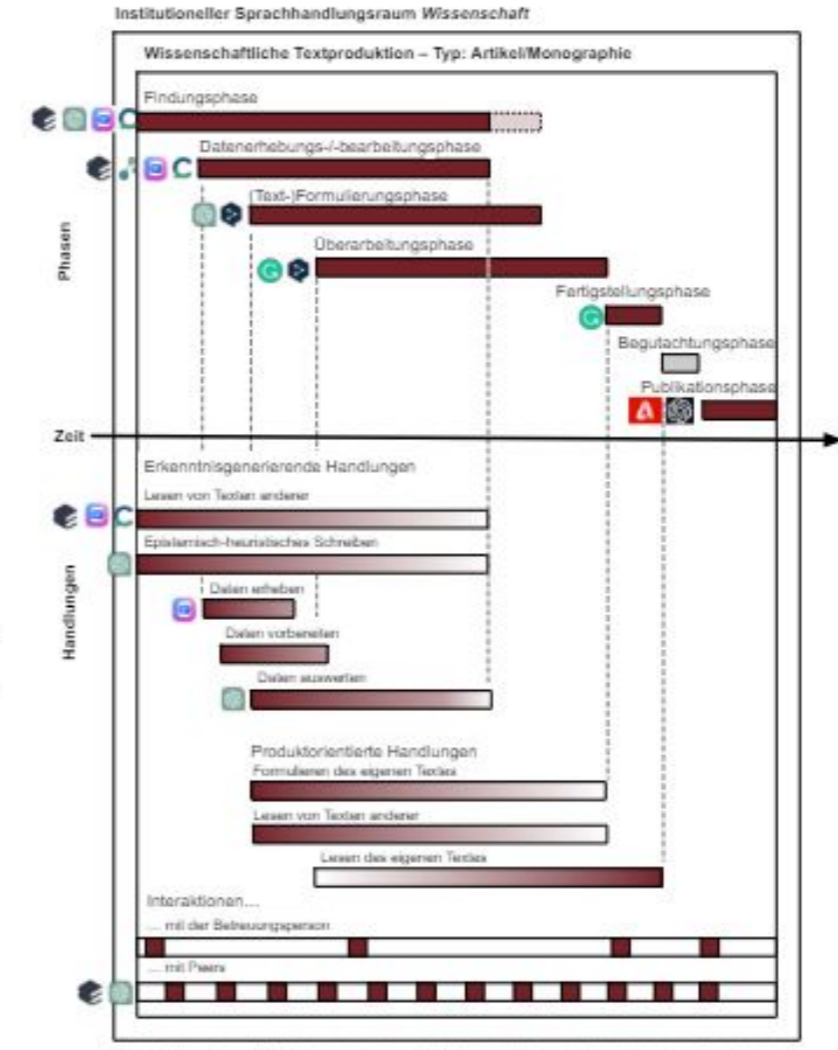 Institutioneller Sprachhandlungsraum Wissenschaft
Wissenschaftliche Textproduktion – Typ: Artikel/Monographie
Findungsphase
Datenerhebungs-/-bearbeitungsphase
(Text-)Formulierungsphase
Überarbeitungsphase
Fertigstellungsphase
Begutachtungsphase
Publikationsphase
Phasen
Zeit
Erkenntnisgenerierende Handlungen
Lesen von Texten anderer
Epistemisch-heuristisches Schreiben
Daten erheben
Daten vorbereiten
Daten auswerten
Handlungen
Produktorientierte Handlungen
Formulieren des eigenen Textes
Lesen von Texten anderer
Lesen des eigenen Textes
Interaktionen...
... mit der Betreuungsperson
... mit Peers